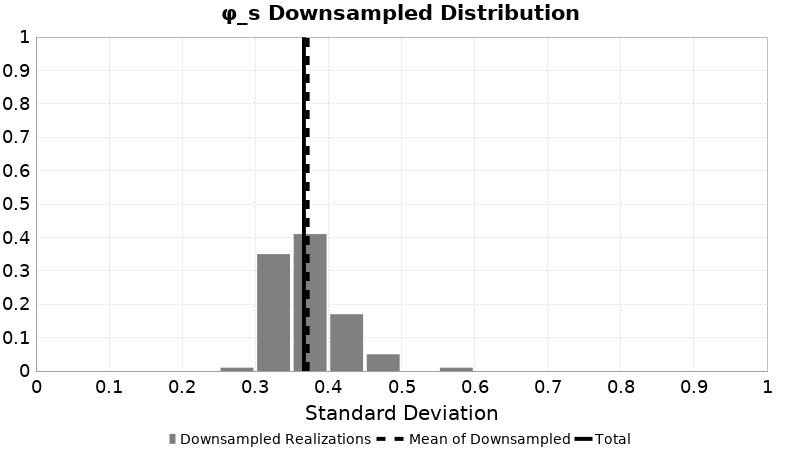 φ_s Downsampled Distribution
1
0.9
0.8
0.7
0.6
0.5
0.4
0.3
0.2
0.1
0
0 0.1 0.2 0.3 0.4 0.5 0.6 0.7 0.8 0.9 1
Standard Deviation
Downsampled Realizations Mean of Downsampled Total